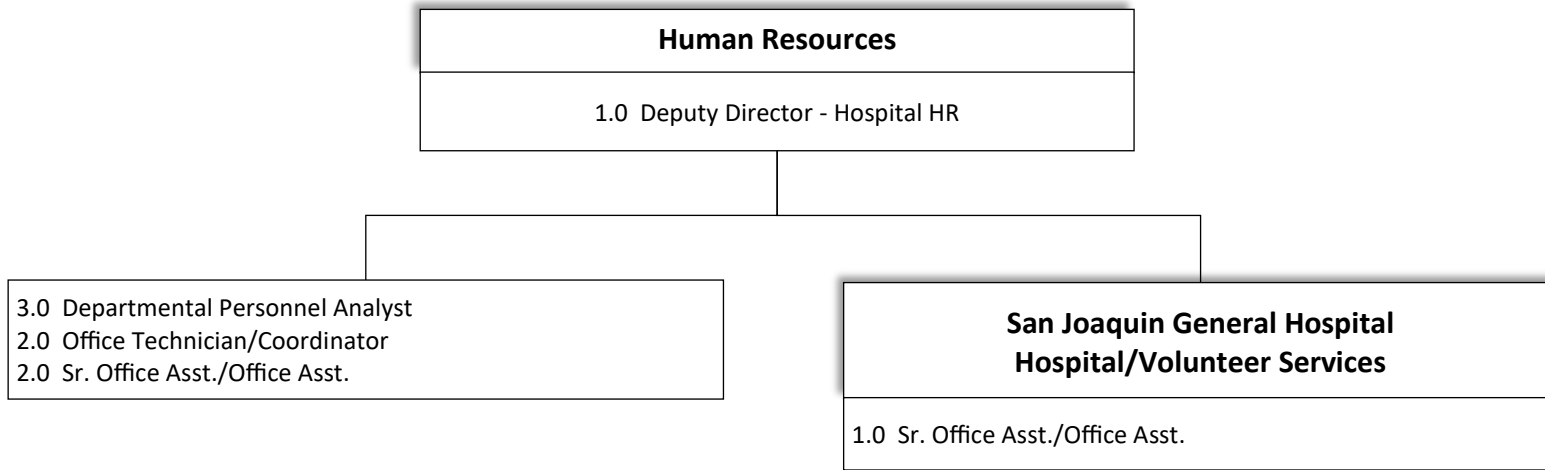 Human Resources
1.0 Deputy Director - Hospital HR
3.0 Departmental Personnel Analyst
2.0 Office Technician/Coordinator
2.0 Sr. Office Asst./Office Asst.
San Joaquin General Hospital
Hospital/Volunteer Services
1.0 Sr. Office Asst./Office Asst.